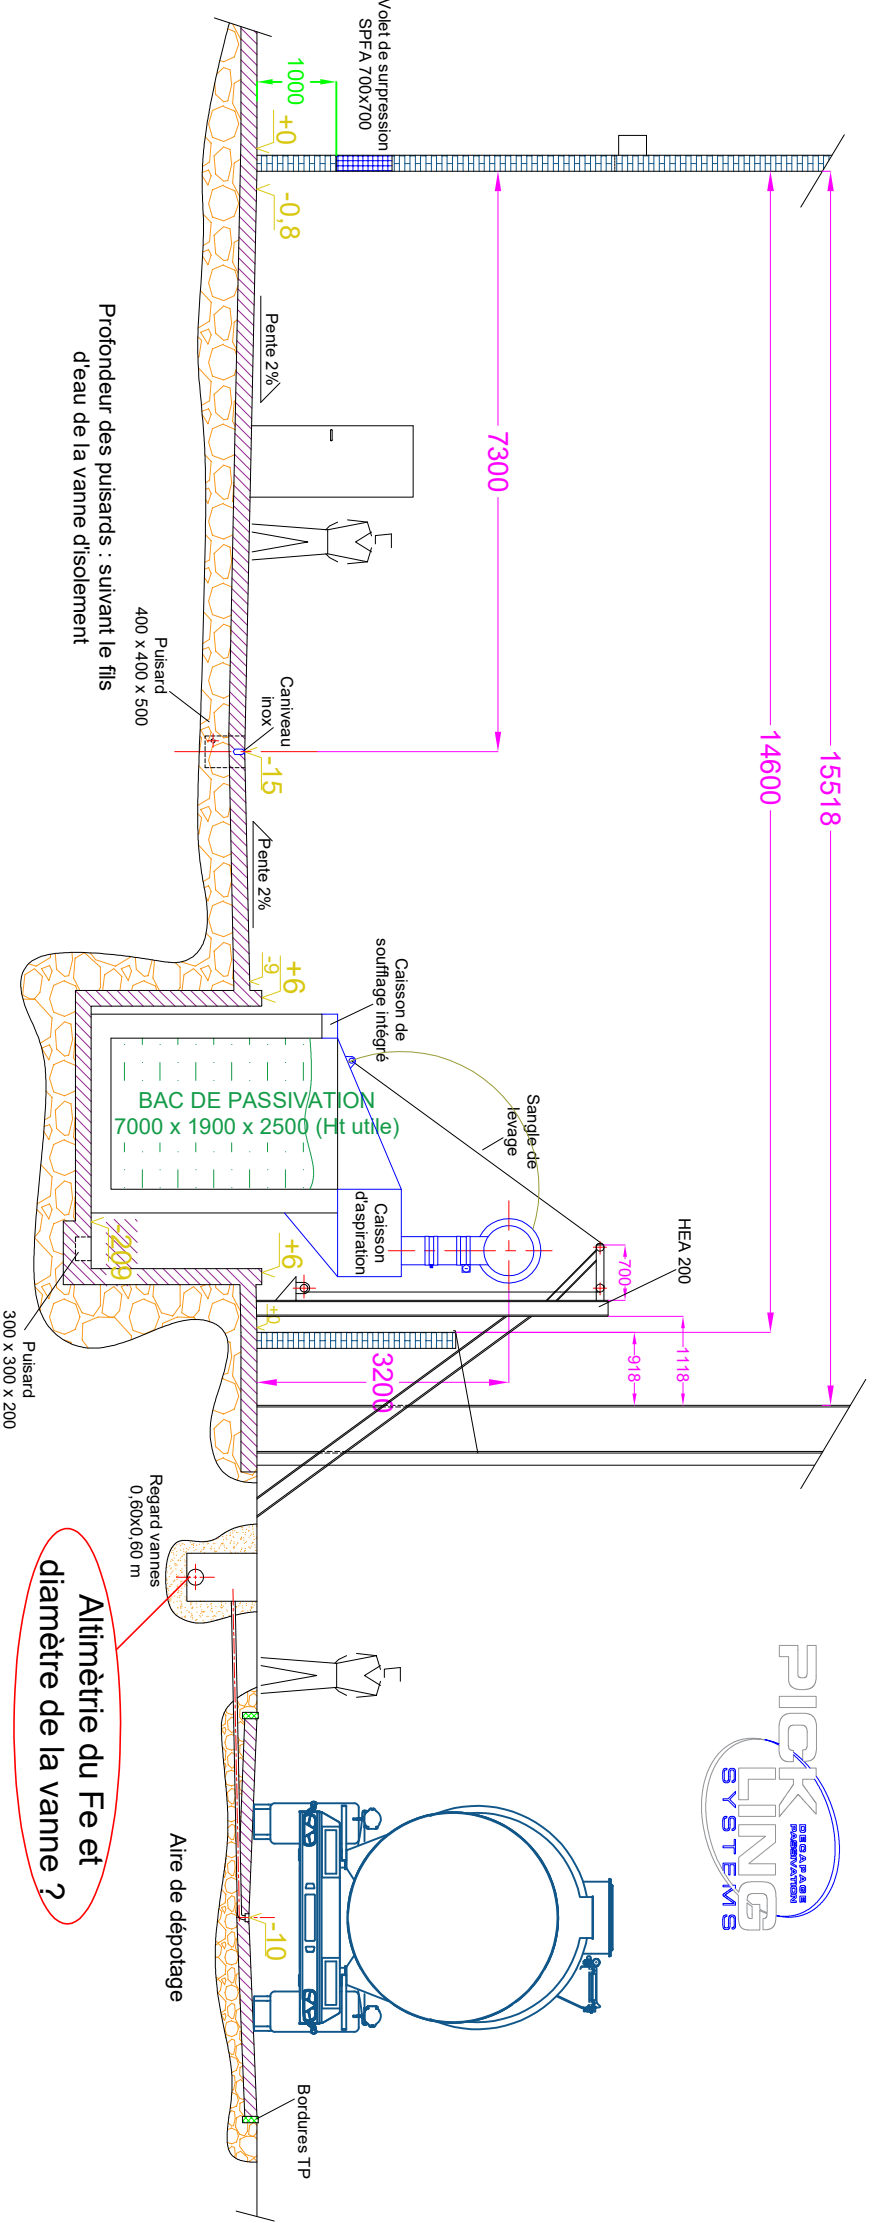 Volet de surpression
SPFA 700x700
1000
+0
-0,8
Pente 2%
7300
14600
15518
Profondeur des puisards : suivant le fils
d'eau de la vanne d'isolement
Puisard
400 x 400 x 500
Caniveau
inox
-15
Pente 2%
+6
-9
Caisson de
soufflage intégré
BAC DE PASSIVATION
7000 x 1900 x 2500 (Ht utile)
Sangle de
levage
Caisson
d'aspiration
HEA 200
700
1118
918
3200
-209
+6
+0
Puisard
300 x 300 x 200
Regard vannes
0,60x0,60 m
Altimètrie du Fe et
diamètre de la vanne ?
Aire de dépotage
-10
Bordures TP
PICK
LING
DECAPAGE
PASSIVATION
SYSTEMS